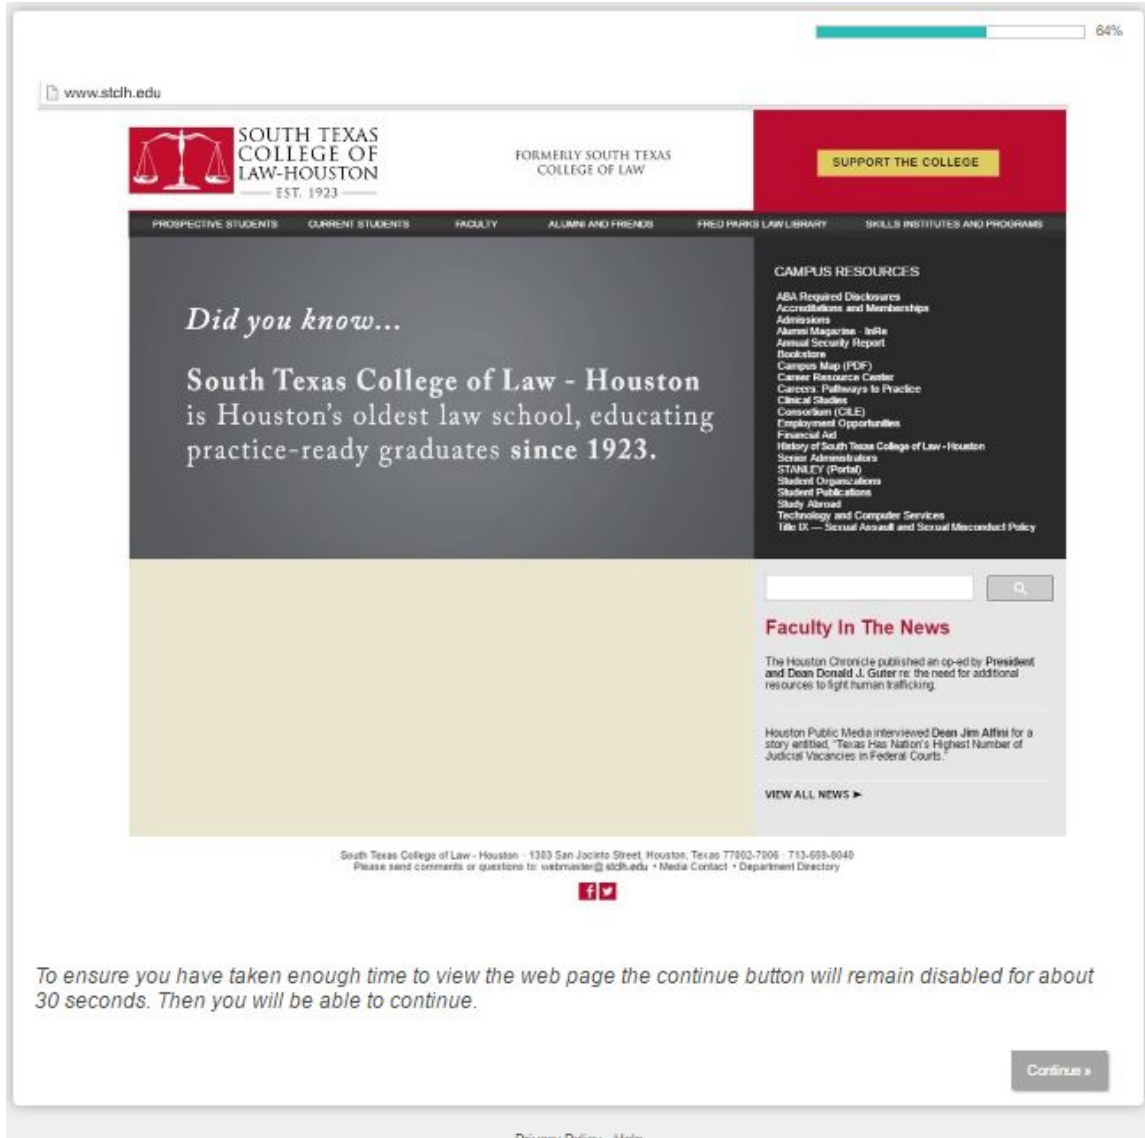 64%
www.stclh.edu
SOUTH TEXAS
COLLEGE OF
LAW-HOUSTON
EST. 1923
FORMERLY SOUTH TEXAS
COLLEGE OF LAW
SUPPORT THE COLLEGE
PROSPECTIVE STUDENTS CURRENT STUDENTS FACULTY ALUMNI AND FRIENDS FRED PARKS LAW LIBRARY SKILLS INSTITUTES AND PROGRAMS
Did you know...
South Texas College of Law - Houston
is Houston's oldest law school, educating
practice-ready graduates since 1923.
CAMPUS RESOURCES
ABA Required Disclosures
Accreditations and Memberships
Admissions
Alumni Magazine - InRe
Annual Security Report
Bookstore
Campus Map (PDF)
Career Resource Center
Careers: Pathways to Practice
Clinical Studies
Consortium (CILE)
Employment Opportunities
Financial Aid
History of South Texas College of Law - Houston
Senior Administrators
STANLEY (Portal)
Student Organizations
Student Publications
Study Abroad
Technology and Computer Services
Title IX — Sexual Assault and Sexual Misconduct Policy
Faculty In The News
The Houston Chronicle published an op-ed by President
and Dean Donald J. Guter re: the need for additional
resources to fight human trafficking.
Houston Public Media interviewed Dean Jim Alfini for a
story entitled, "Texas Has Nation's Highest Number of
Judicial Vacancies in Federal Courts."
VIEW ALL NEWS ►
South Texas College of Law - Houston · 1303 San Jacinto Street, Houston, Texas 77002-7006 · 713-659-8040
Please send comments or questions to: webmaster@stclh.edu • Media Contact • Department Directory
To ensure you have taken enough time to view the web page the continue button will remain disabled for about
30 seconds. Then you will be able to continue.
Continue »
Privacy Policy Help